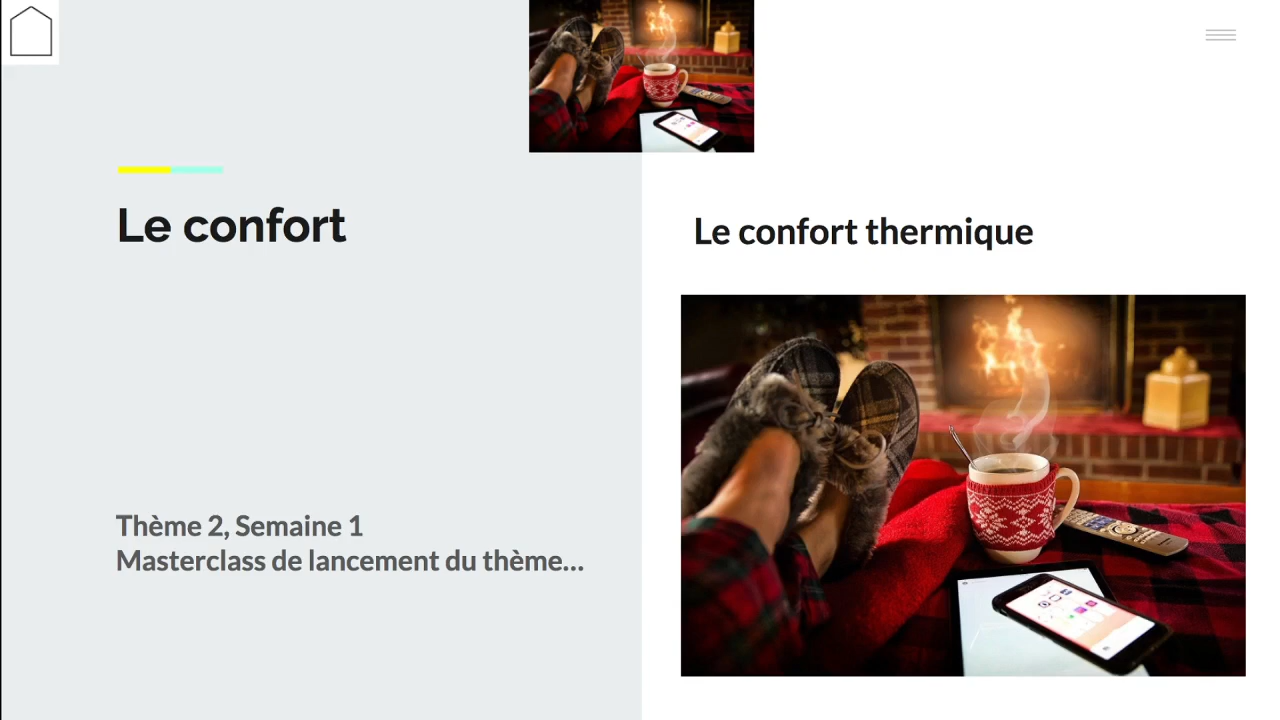 Le confort
Thème 2, Semaine 1
Masterclass de lancement du thème...
Le confort thermique